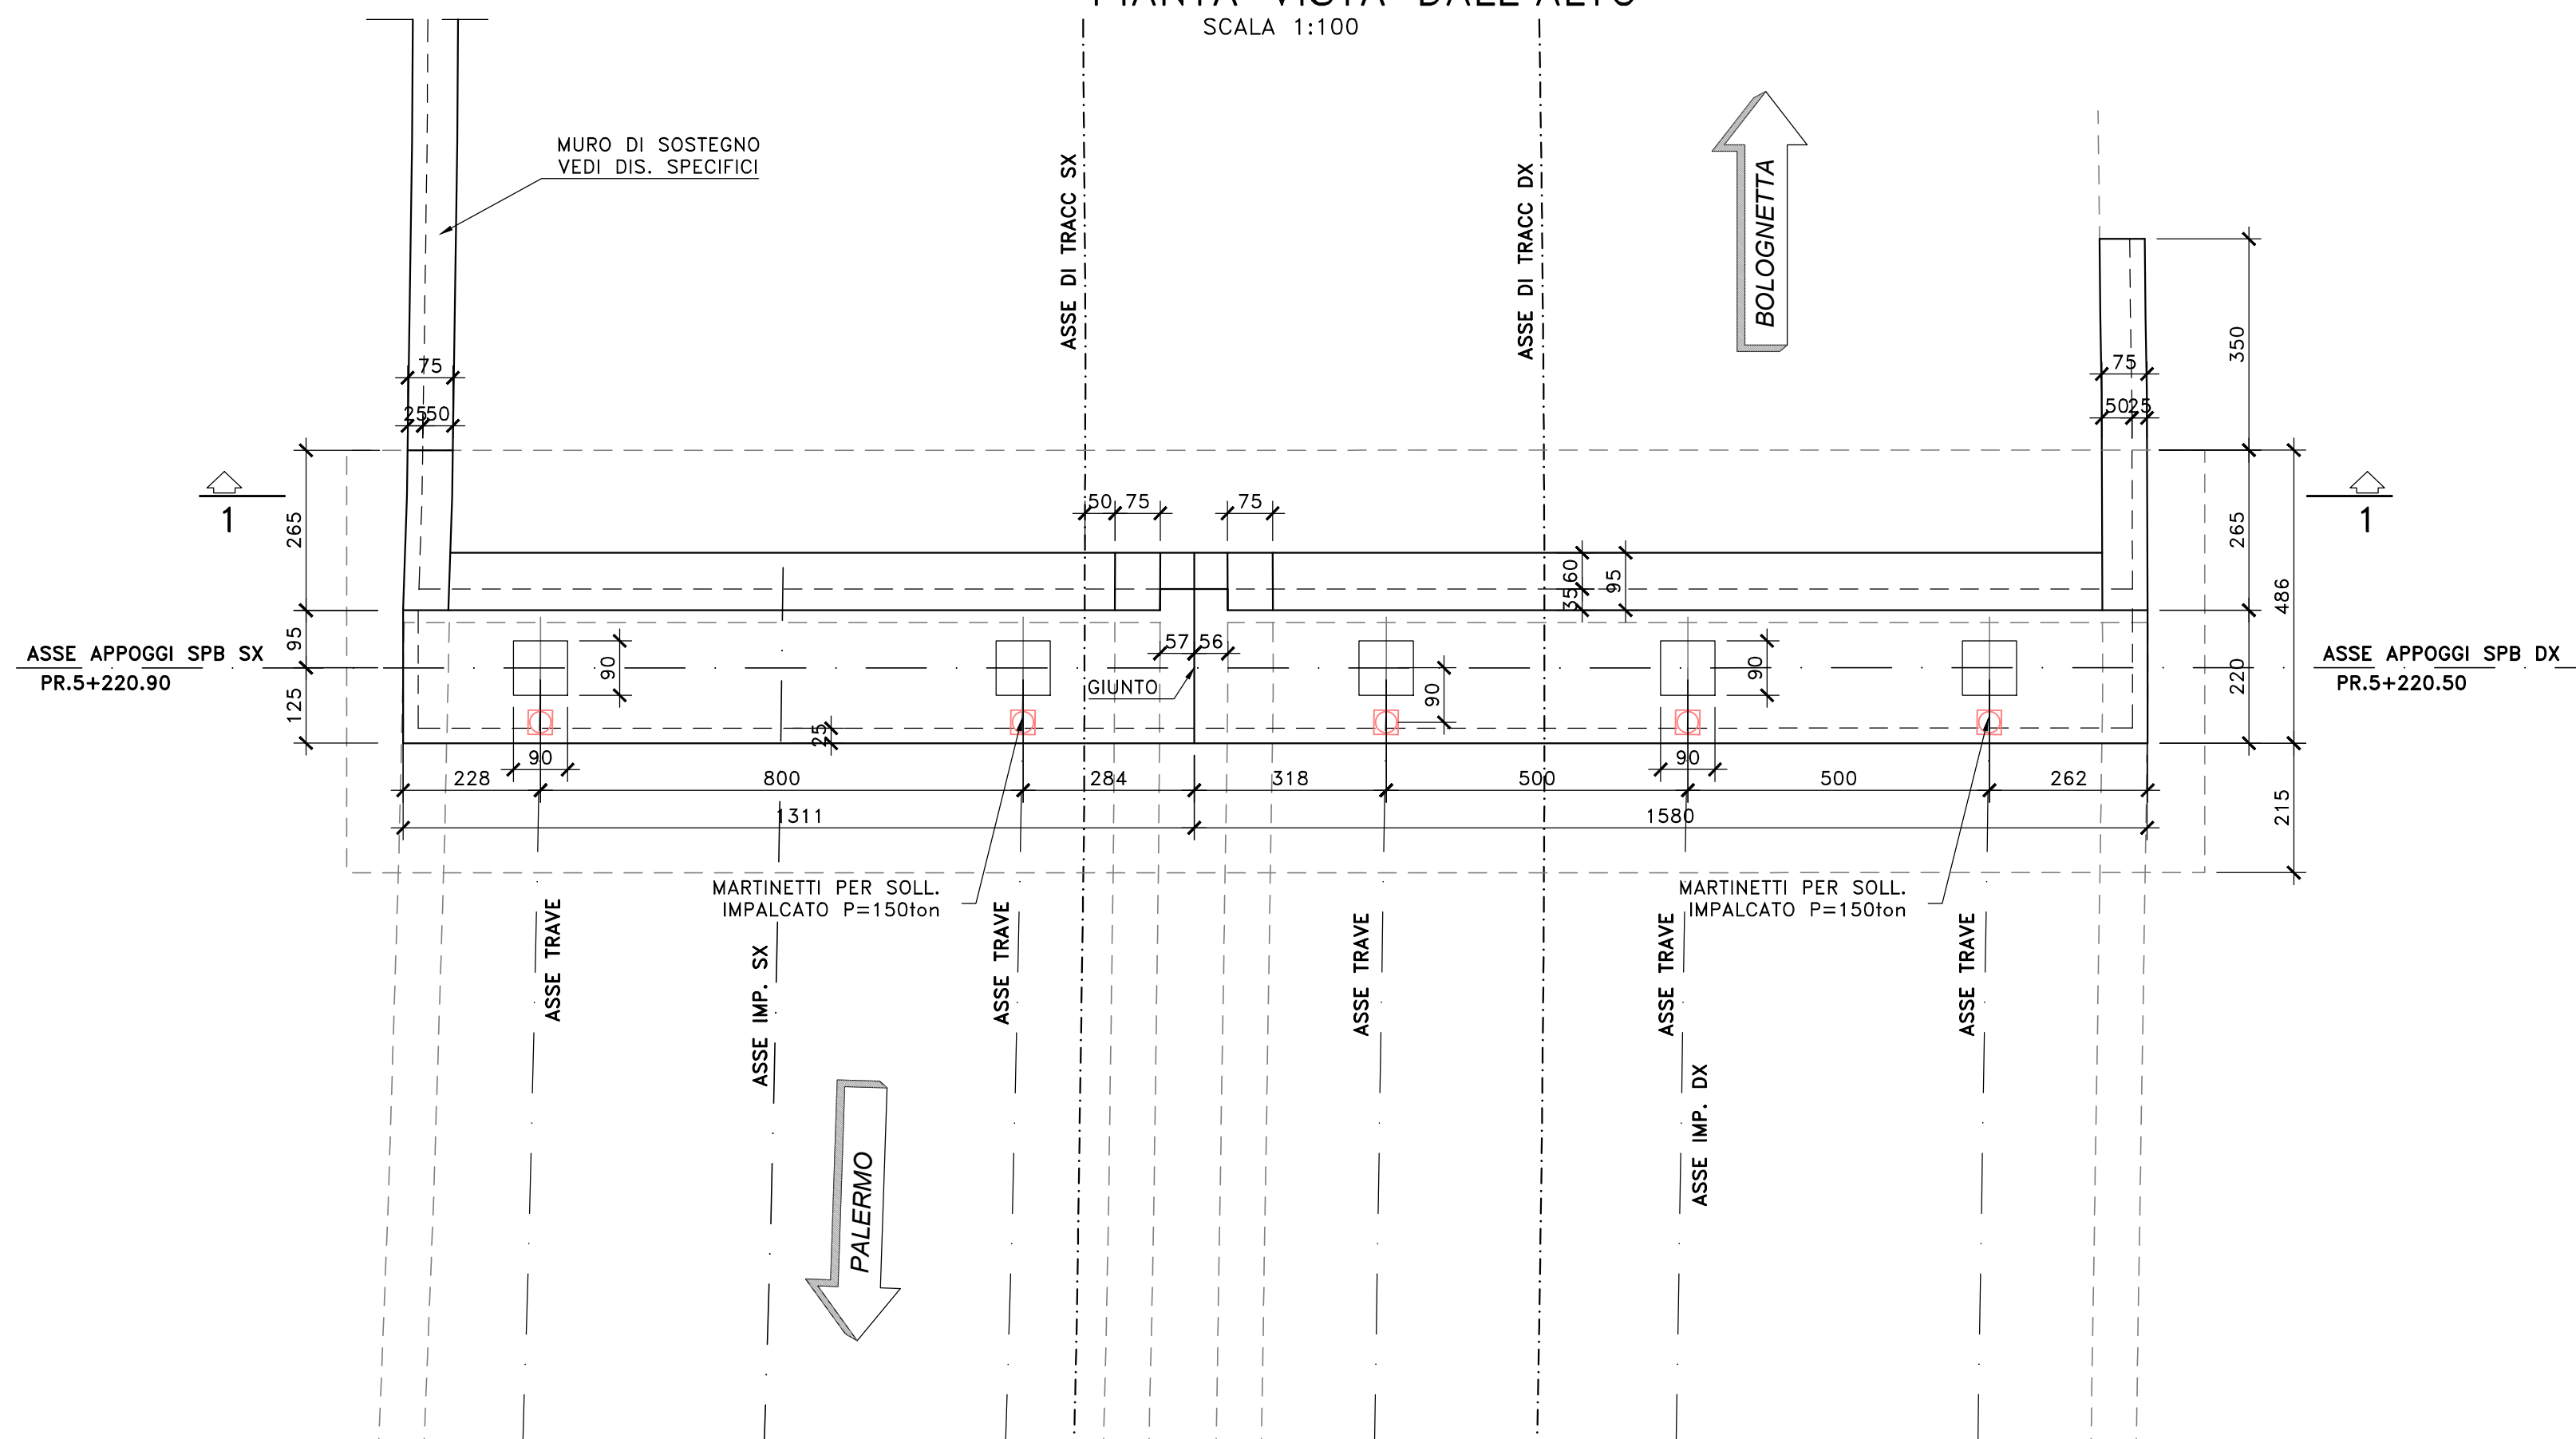 PIANTA VISTA DALL'ALTO
SCALA 1:100
MURO DI SOSTEGNO
VEDI DIS. SPECIFICI
ASSE DI TRACC SX
ASSE DI TRACC DX
BOLOGNETTA
75
25 50
75
50 25
350
265
486
220
215
1
1
265
95
125
50 75
75
35 60
95
57 56
GIUNTO
90
90
90
25
90
90
ASSE APPOGGI SPB SX
PR.5+220.90
ASSE APPOGGI SPB DX
PR.5+220.50
228 800 284 318 500 500 262
1311 1580
MARTINETTI PER SOLL.
IMPALCATO P=150ton
MARTINETTI PER SOLL.
IMPALCATO P=150ton
ASSE TRAVE
ASSE IMP. SX
ASSE TRAVE
ASSE TRAVE
ASSE TRAVE
ASSE IMP. DX
ASSE TRAVE
PALERMO